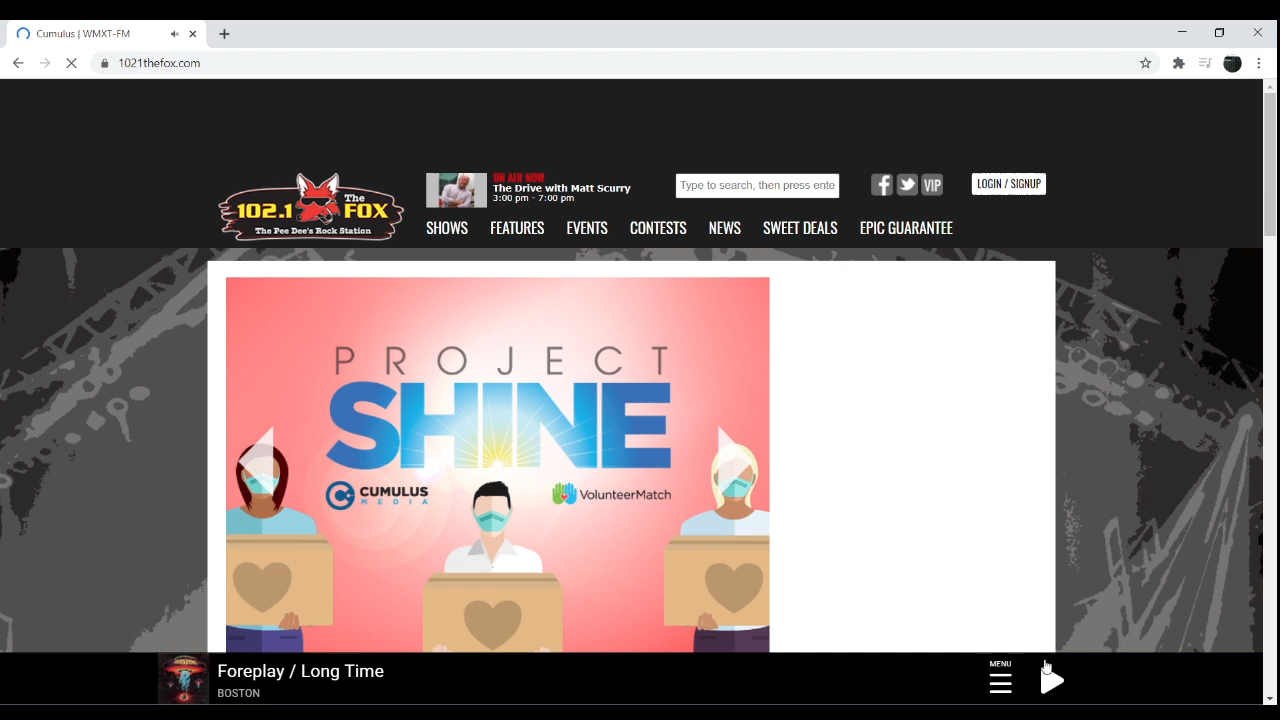 Cumulus | WMXT-FM
1021thefox.com
102.1 The FOX
The Pee Dee's Rock Station
ON AIR NOW
The Drive with Matt Scurry
3:00 pm - 7:00 pm
Type to search, then press ente
VIP
LOGIN / SIGNUP
SHOWS FEATURES EVENTS CONTESTS NEWS SWEET DEALS EPIC GUARANTEE
PROJECT
SHINE
CUMULUS
MEDIA
VolunteerMatch
Foreplay / Long Time
BOSTON
MENU